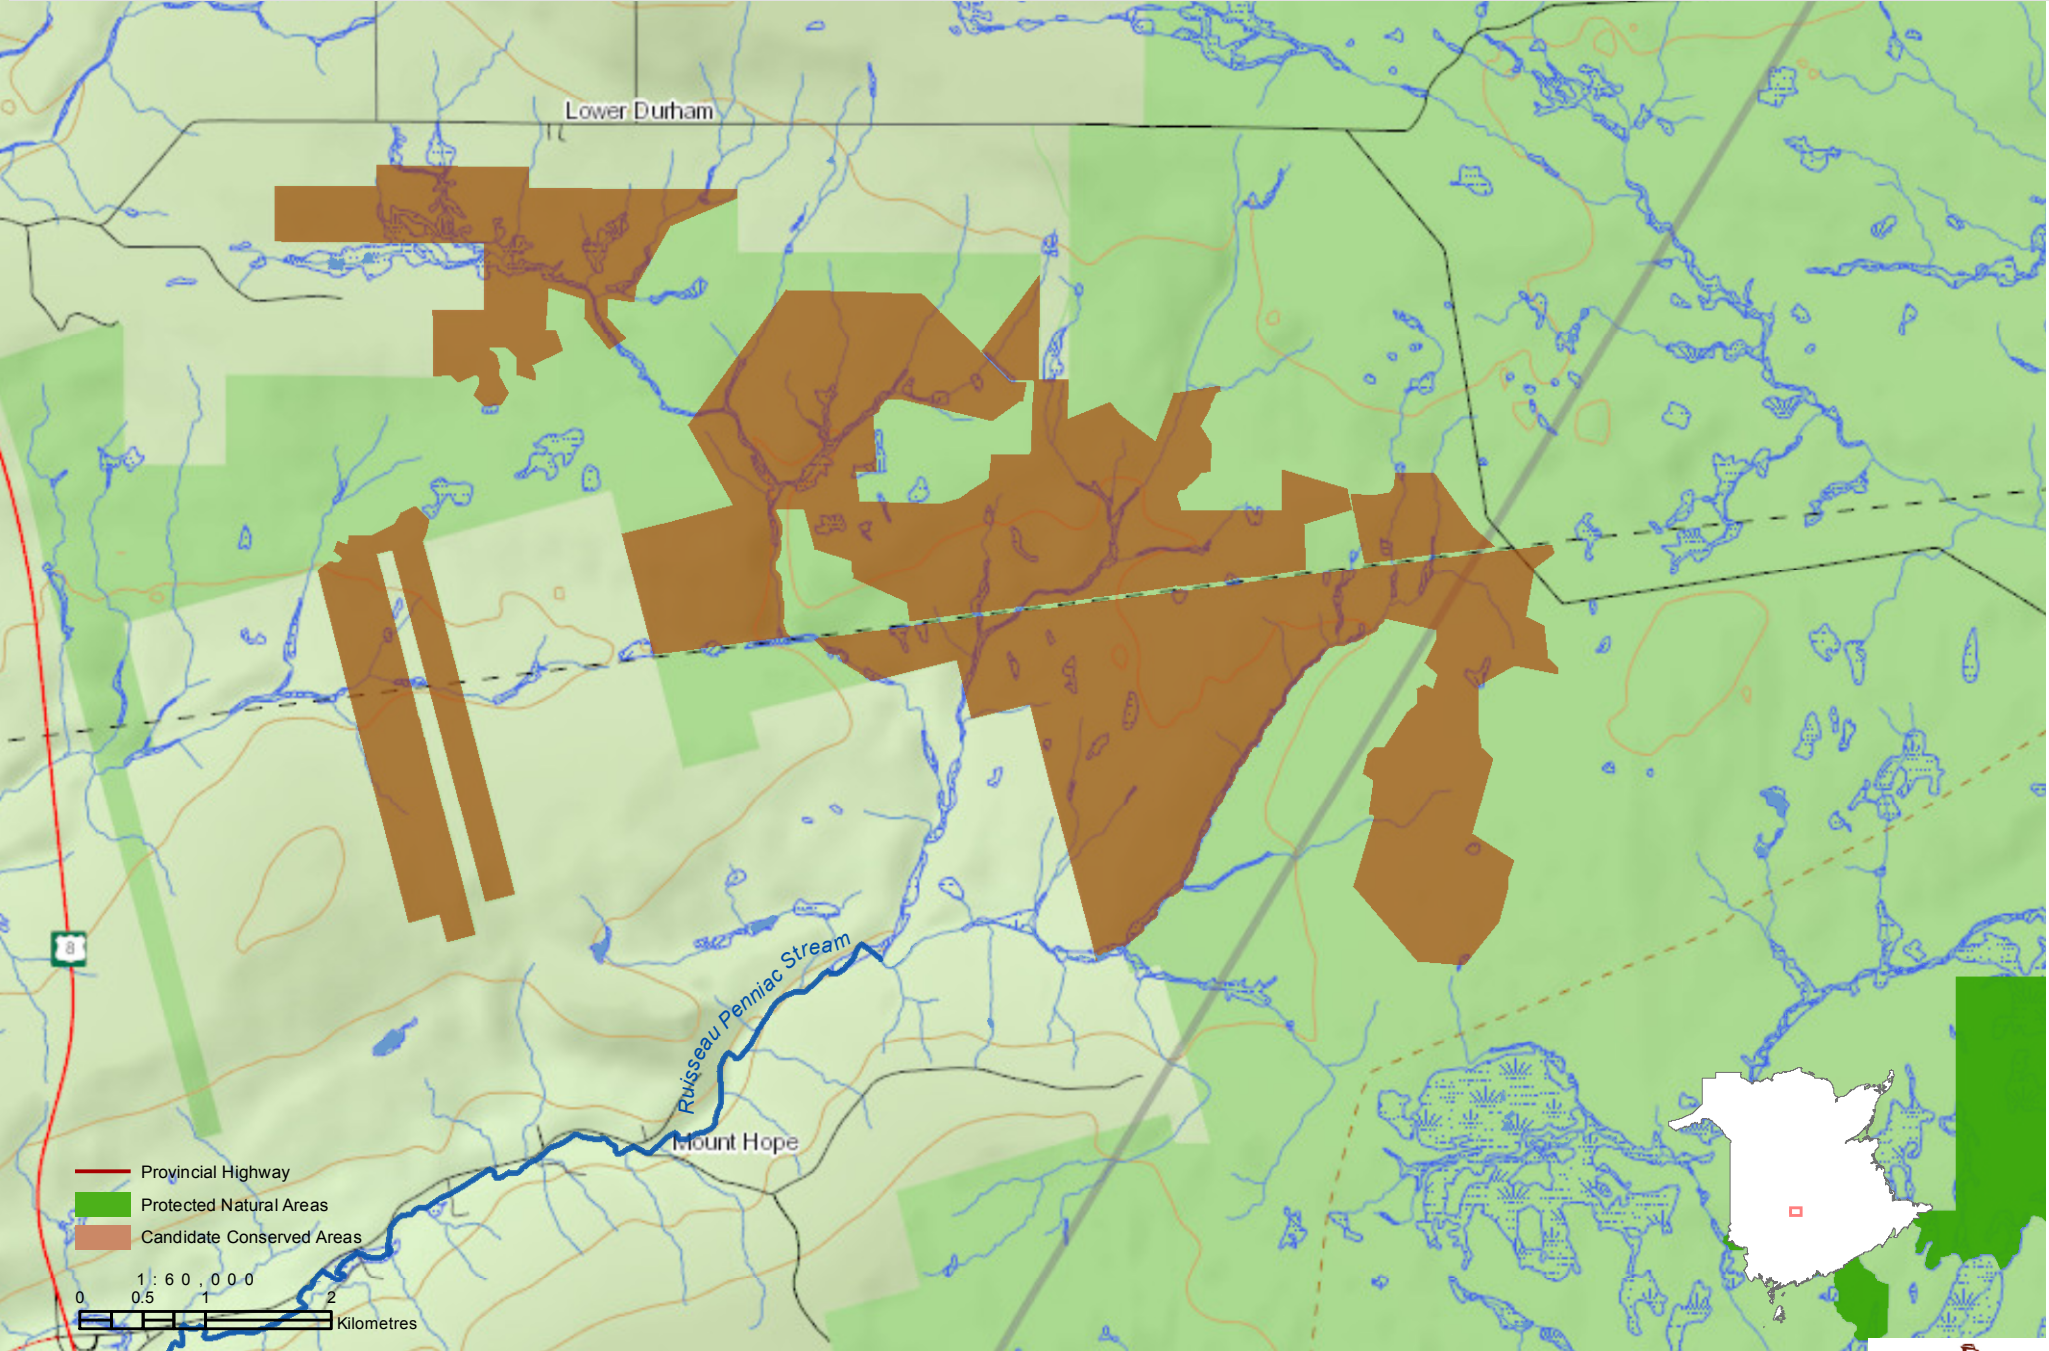 Lower Durham
8
Ruisseau Penniac Stream
Mount Hope
Provincial Highway
Protected Natural Areas
Candidate Conserved Areas
1:60,000
0 0.5 1 2
Kilometres